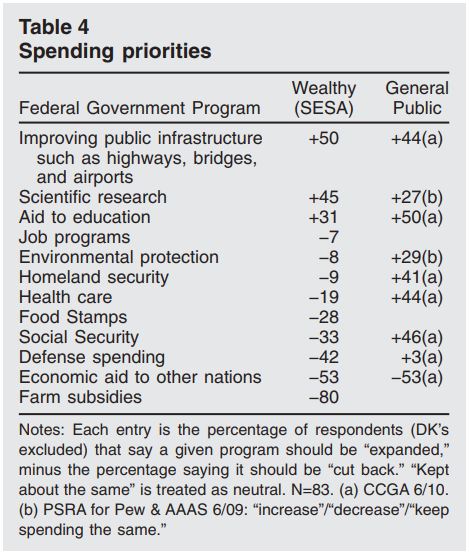 Table 4
Spending priorities
Wealthy General
Federal Government Program (SESA) Public
Improving public infrastructure +50 +44(a)
such as highways, bridges,
and airports
Scientific research +45 +27(b)
Aid to education +31 +50(a)
Job programs −7
Environmental protection −8 +29(b)
Homeland security −9 +41(a)
Health care −19 +44(a)
Food Stamps −28
Social Security −33 +46(a)
Defense spending −42 +3(a)
Economic aid to other nations −53 −53(a)
Farm subsidies −80
Notes: Each entry is the percentage of respondents (DK's
excluded) that say a given program should be “expanded,”
minus the percentage saying it should be “cut back.” “Kept
about the same” is treated as neutral. N=83. (a) CCGA 6/10.
(b) PSRA for Pew & AAAS 6/09: “increase”/“decrease”/“keep
spending the same.”